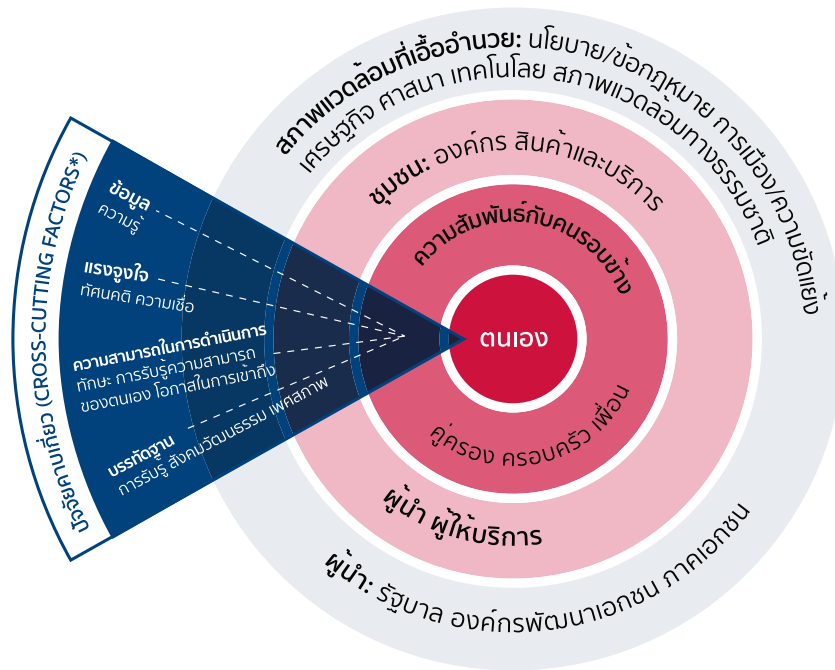 สภาพแวดล้อมที่เอื้ออำนวย: นโยบาย/ข้อกฎหมาย การเมือง/ความขัดแย้ง
เศรษฐกิจ ศาสนา เทคโนโลย สภาพแวดล้อมทางธรรมชาติ
ชุมชน: องค์กร สินค้าและบริการ
ความสัมพันธ์กับคนรอบข้าง
ตนเอง
คู่ครอง ครอบครัว เพื่อน
ผู้นำ ผู้ให้บริการ
ผู้นำ: รัฐบาล องค์กรพัฒนาเอกชน ภาคเอกชน
ปัจจัยคาบเกี่ยว (CROSS-CUTTING FACTORS*)
ข้อมูล
ความรู้
แรงจูงใจ
ทัศนคติ ความเชื่อ
ความสามารถในการดำเนินการ
ทักษะ การรับรู้ความสามารถ
ของตนเอง โอกาสในการเข้าถึง
บรรทัดฐาน
การรับรู้ สังคมวัฒนธรรม เพศสภาพ